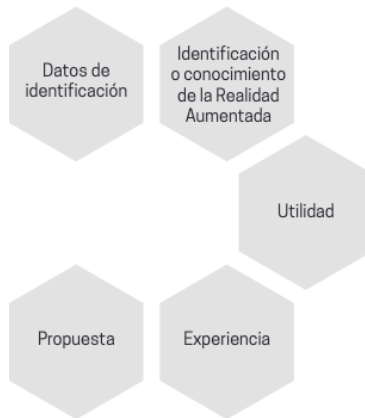 Datos de
identificación
Identificación
o conocimiento
de la Realidad
Aumentada
Utilidad
Propuesta
Experiencia